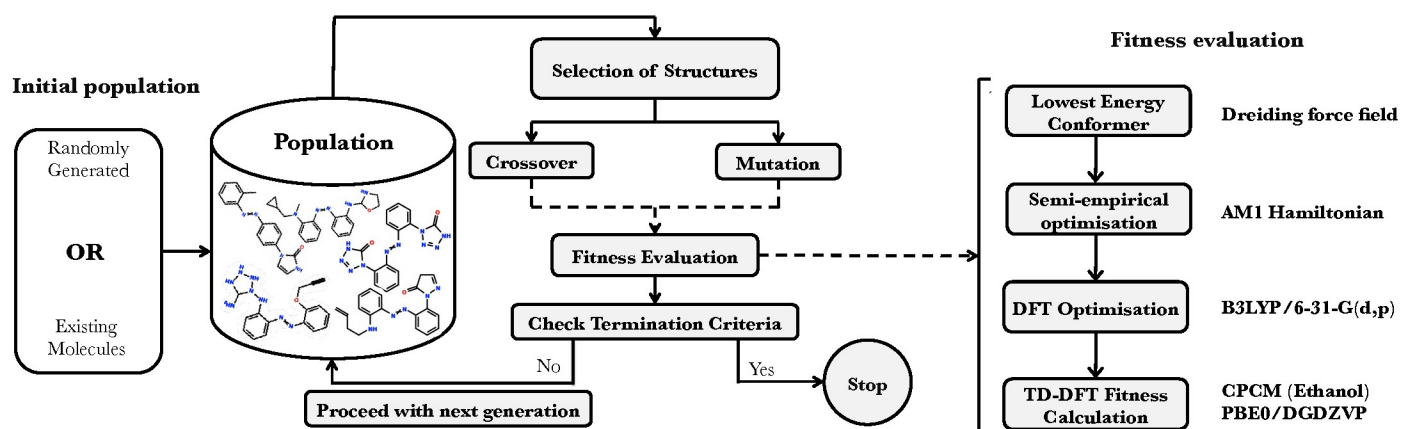 Initial population
Randomly
Generated
OR
Existing
Molecules
Population
Selection of Structures
Crossover
Mutation
Fitness Evaluation
Check Termination Criteria
No
Yes
Stop
Proceed with next generation
Fitness evaluation
Lowest Energy
Conformer
Dreiding force field
Semi-empirical
optimisation
AM1 Hamiltonian
DFT Optimisation
B3LYP/6-31-G(d,p)
TD-DFT Fitness
Calculation
CPCM (Ethanol)
PBE0/DGDZVP